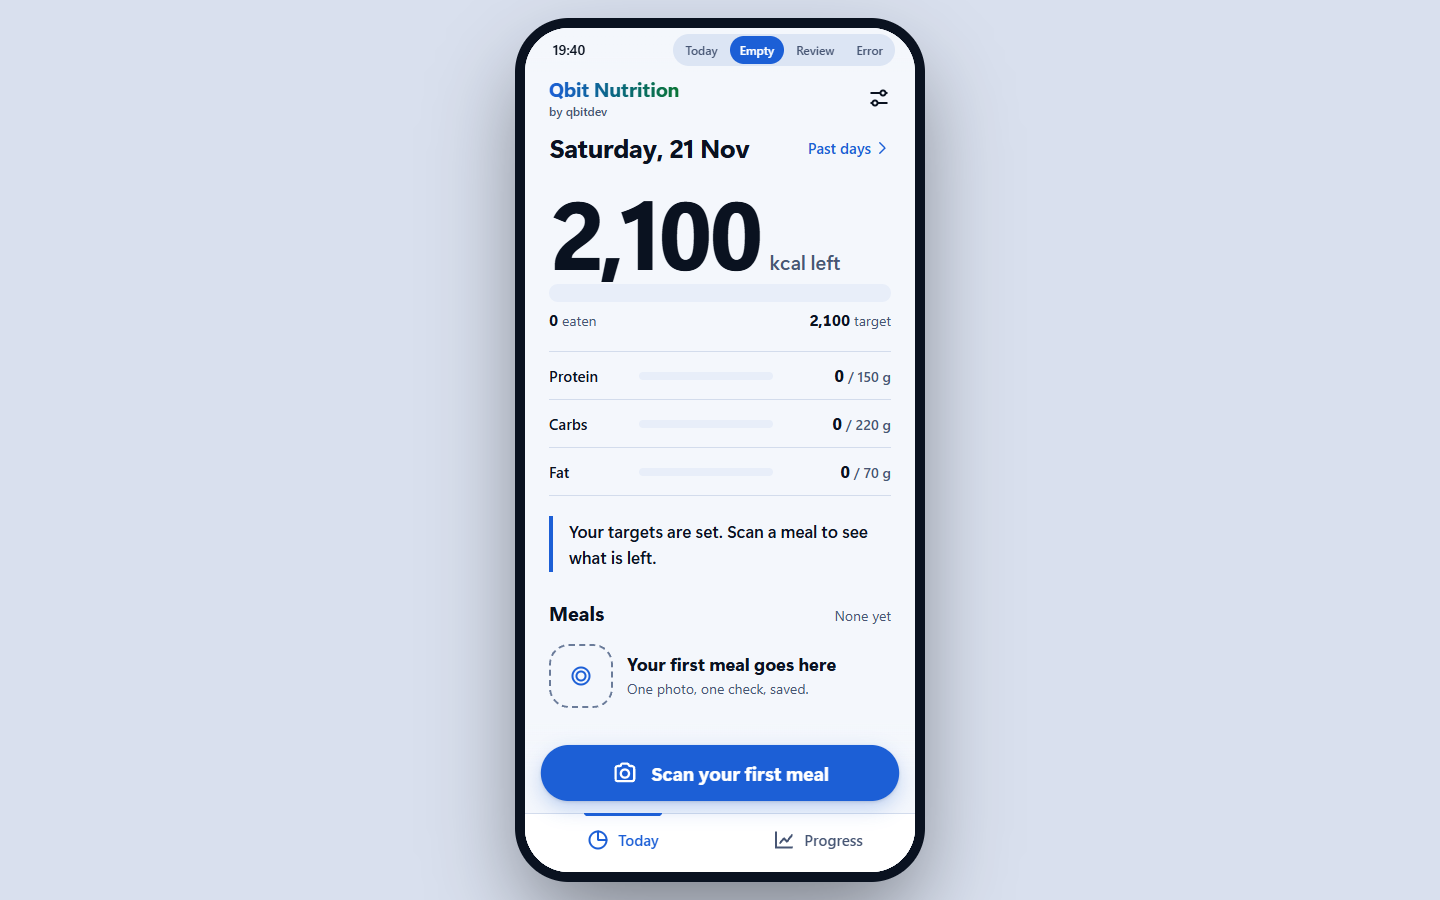 19:40
Today Empty Review Error
Qbit Nutrition
by qbitdev
Saturday, 21 Nov
Past days
2,100 kcal left
0 eaten
2,100 target
Protein 0 / 150 g
Carbs 0 / 220 g
Fat 0 / 70 g
Your targets are set. Scan a meal to see
what is left.
Meals
None yet
Your first meal goes here
One photo, one check, saved.
Scan your first meal
Today
Progress